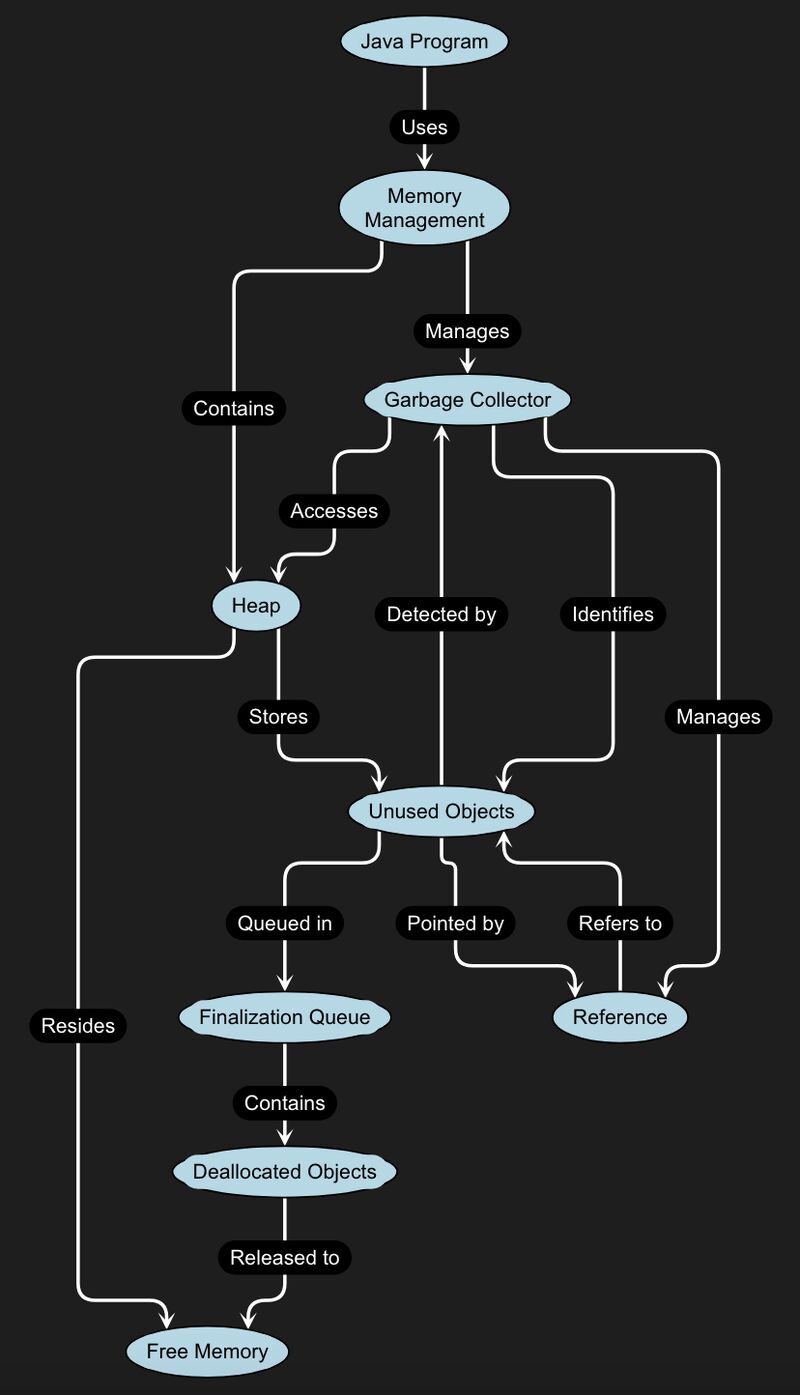 Java Program
Uses
Memory
Management
Manages
Contains
Garbage Collector
Accesses
Heap
Detected by
Identifies
Stores
Manages
Unused Objects
Queued in
Pointed by
Refers to
Finalization Queue
Reference
Resides
Contains
Deallocated Objects
Released to
Free Memory